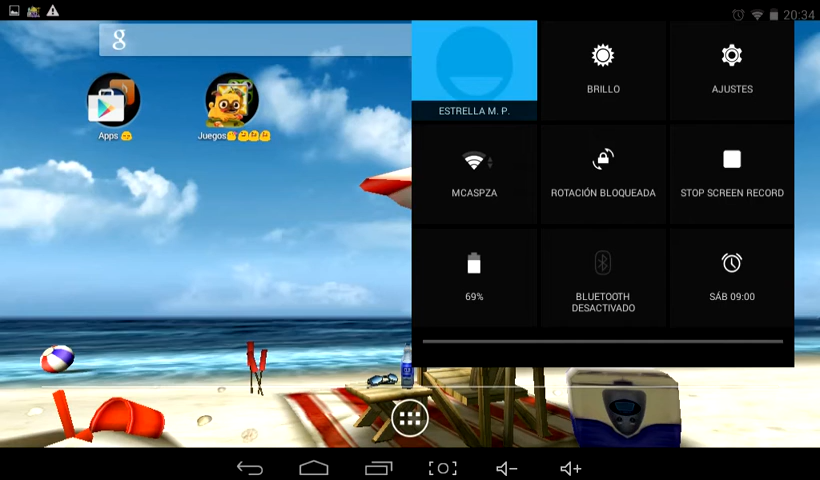 20:34
g
Apps 😊
Juegos
ESTRELLA M. P.
BRILLO
AJUSTES
MCASPZA
ROTACIÓN BLOQUEADA
STOP SCREEN RECORD
69%
BLUETOOTH
DESACTIVADO
SÁB 09:00